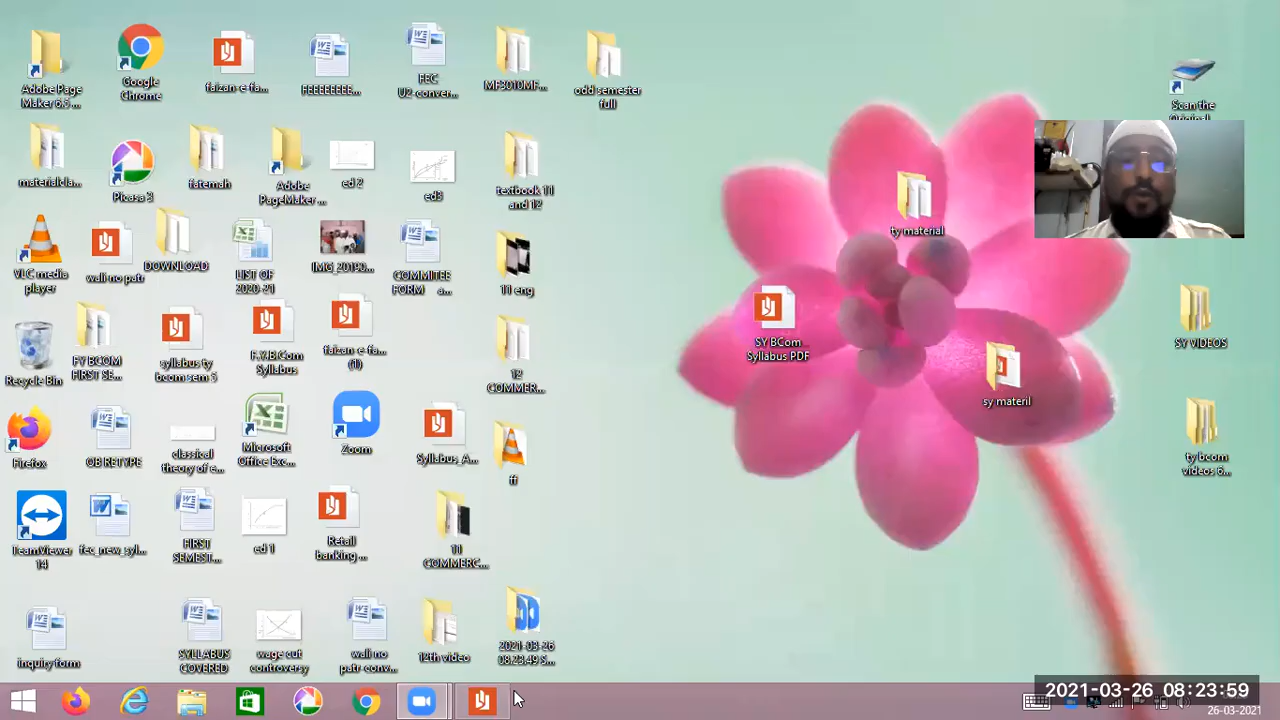 Adobe Page
Maker 6.5 ...
Google
Chrome
faizan-e-fa...
FEEEEEEEE...
FEC
U2-conver...
MF3010MF...
odd semester
full
Scan the
Original
material-la...
Picasa 3
fatemah
Adobe
PageMaker ...
ed 2
ed3
textbook 11
and 12
ty material
VLC media
player
wali no patr
DOWNLOAD
LIST OF
2020-21
IMG_20190...
COMMITEE
FORM a...
11 eng
Recycle Bin
FY BCOM
FIRST SE...
syllabus ty
bcom sem 5
F.Y.B.Com
Syllabus
faizan-e-fa...
(1)
12
COMMER...
SY BCom
Syllabus PDF
sy materil
SY VIDEOS
Firefox
OB RETYPE
classical
theory of e...
Microsoft
Office Exc...
Zoom
Syllabus_A...
ff
ty bcom
videos 6...
TeamViewer
14
fec_new_syl...
FIRST
SEMEST...
ed 1
Retail
banking ...
11
COMMERC...
inquiry form
SYLLABUS
COVERED
wage cut
controversy
wali no
patr-conv...
12th video
2021-03-26
08.23.49 S...
2021-03-26 08:23:59
26-03-2021